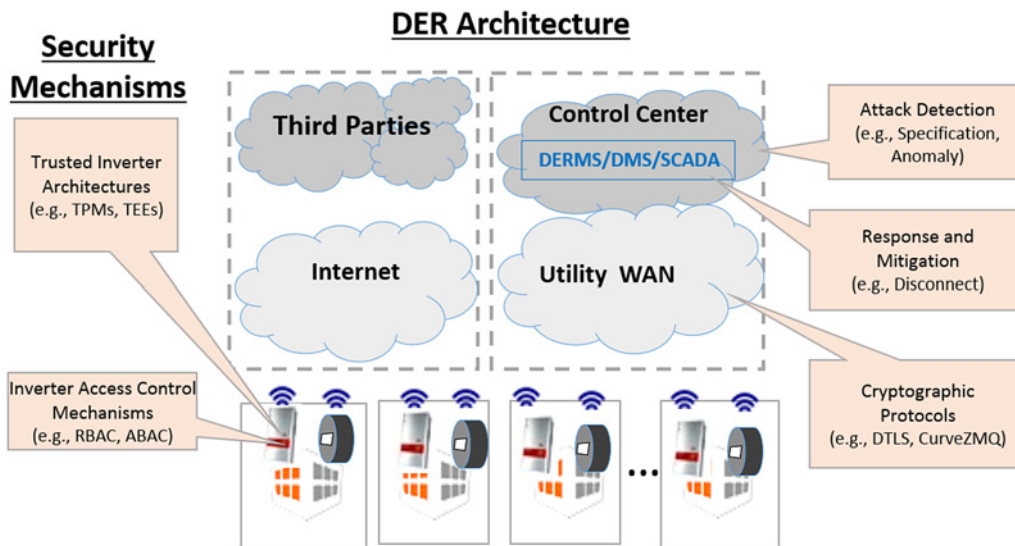 DER Architecture
Security
Mechanisms
Third Parties
Control Center
DERMS/DMS/SCADA
Attack Detection
(e.g., Specification,
Anomaly)
Trusted Inverter
Architectures
(e.g., TPMs, TEEs)
Internet
Utility WAN
Response and
Mitigation
(e.g., Disconnect)
Inverter Access Control
Mechanisms
(e.g., RBAC, ABAC)
Cryptographic
Protocols
(e.g., DTLS, CurveZMQ)
...